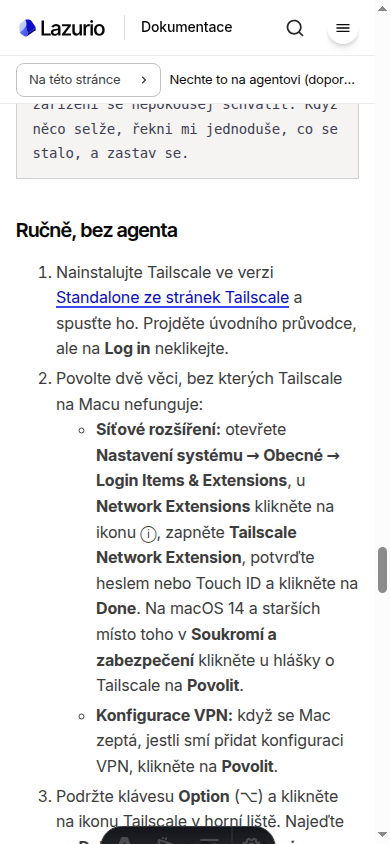 Lazurio
Dokumentace
Na této stránce
Nechte to na agentovi (dopor...
zařízení se nepokoušej schválit. Když
něco selže, řekni mi jednoduše, co se
stalo, a zastav se.
Ručně, bez agenta
1. Nainstalujte Tailscale ve verzi
Standalone ze stránek Tailscale a
spusťte ho. Projděte úvodního průvodce,
ale na Log in neklikejte.
2. Povolte dvě věci, bez kterých Tailscale
na Macu nefunguje:
Síťové rozšíření: otevřete
Nastavení systému → Obecné →
Login Items & Extensions, u
Network Extensions klikněte na
ikonu ⓘ, zapněte Tailscale
Network Extension, potvrďte
heslem nebo Touch ID a klikněte na
Done. Na macOS 14 a starších
místo toho v Soukromí a
zabezpečení klikněte u hlášky o
Tailscale na Povolit.
Konfigurace VPN: když se Mac
zeptá, jestli smí přidat konfiguraci
VPN, klikněte na Povolit.
3. Podržte klávesu Option (⌥) a klikněte
na ikonu Tailscale v horní liště. Najeďte